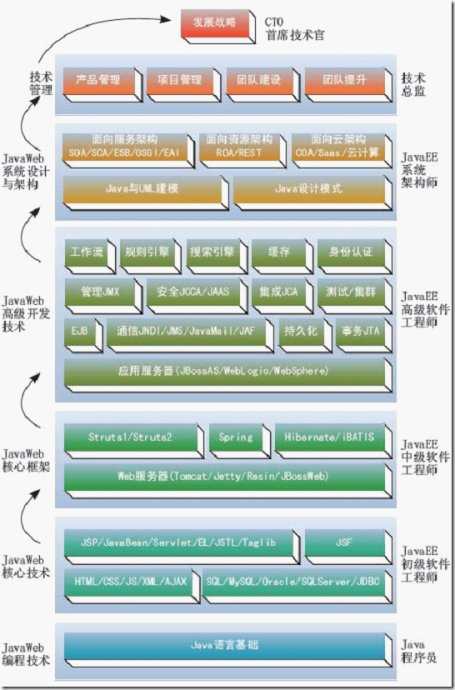 发展战略
CTO
首席技术官
技术
管理
产品管理 项目管理 团队建设 团队提升
技术
总监
JavaWeb
系统设计
与架构
面向服务架构
SOA/SCA/ESB/OSGI/EAI
面向资源架构
ROA/REST
面向云架构
COA/Saas/云计算
Java与UML建模 Java设计模式
JavaEE
系统
架构师
JavaWeb
高级开发
技术
工作流 规则引擎 搜索引擎 缓存 身份认证
管理JMX 安全JCCA/JAAS 集成JCA 测试/集群
EJB 通信JNDI/JMS/JavaMail/JAF 持久化 事务JTA
应用服务器(JBossAS/WebLogic/WebSphere)
JavaEE
高级软件
工程师
JavaWeb
核心框架
Struts1/Struts2 Spring Hibernate/iBATIS
Web服务器(Tomcat/Jetty/Resin/JBossWeb)
JavaEE
中级软件
工程师
JavaWeb
核心技术
JSP/JavaBean/Servlet/EL/JSTL/Taglib JSF
HTML/CSS/JS/XML/AJAX SQL/MySQL/Oracle/SQLServer/JDBC
JavaEE
初级软件
工程师
JavaWeb
编程技术
Java语言基础
Java
程序员